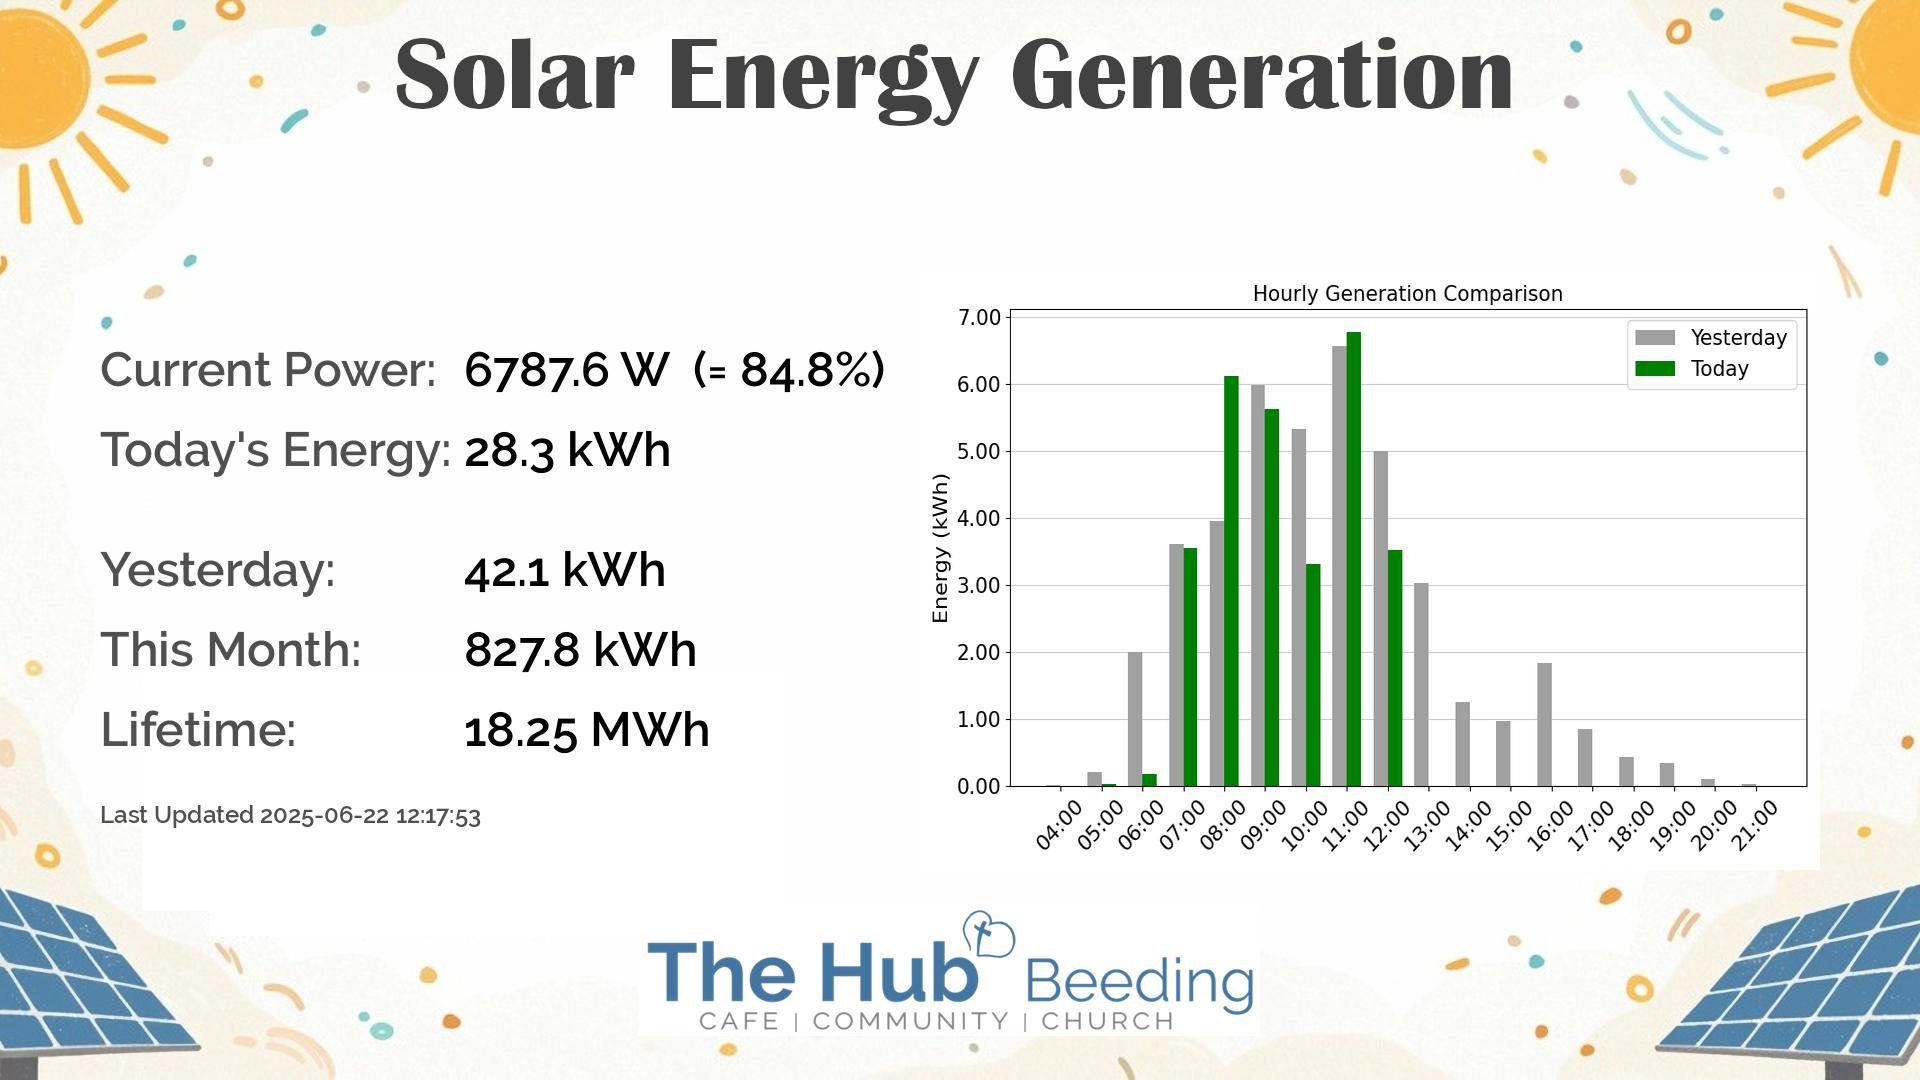 Solar Energy Generation
Current Power: 6787.6 W (= 84.8%)
Today's Energy: 28.3 kWh
Yesterday: 42.1 kWh
This Month: 827.8 kWh
Lifetime: 18.25 MWh
Last Updated 2025-06-22 12:17:53
Hourly Generation Comparison
Yesterday
Today
Energy (kWh)
7.00
6.00
5.00
4.00
3.00
2.00
1.00
0.00
04:00 05:00 06:00 07:00 08:00 09:00 10:00 11:00 12:00 13:00 14:00 15:00 16:00 17:00 18:00 19:00 20:00 21:00
The Hub Beeding
CAFE | COMMUNITY | CHURCH